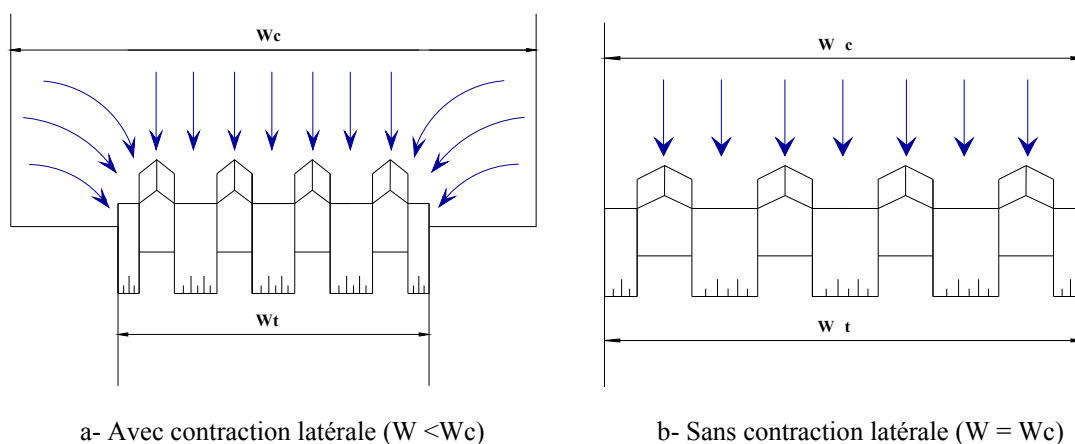 Wc
Wt
a- Avec contraction latérale (W <Wc)
W c
W t
b- Sans contraction latérale (W = Wc)